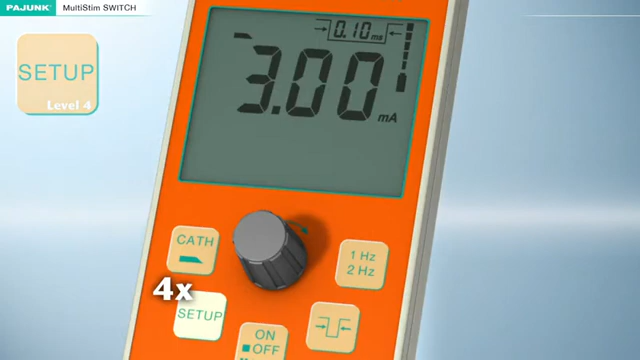 PAJUNK® MultiStim SWITCH
SETUP
Level 4
0.10 ms
3.00 mA
CATH
1 Hz
2 Hz
4x
SETUP
ON
OFF